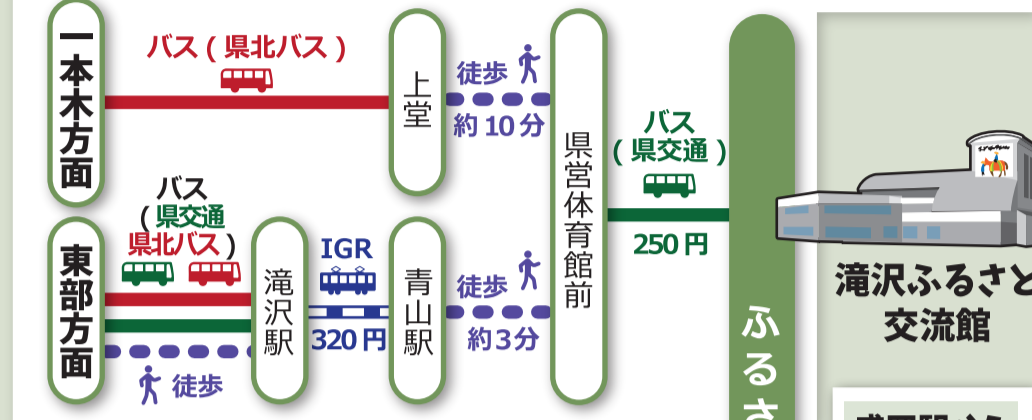 一本木方面
バス(県北バス)
上堂
徒歩
約10分
県営体育館前
バス
(県交通)
250円
東部方面
バス
(県交通
県北バス)
徒歩
滝沢駅
IGR
320円
青山駅
徒歩
約3分
ふるさ
滝沢ふるさと
交流館